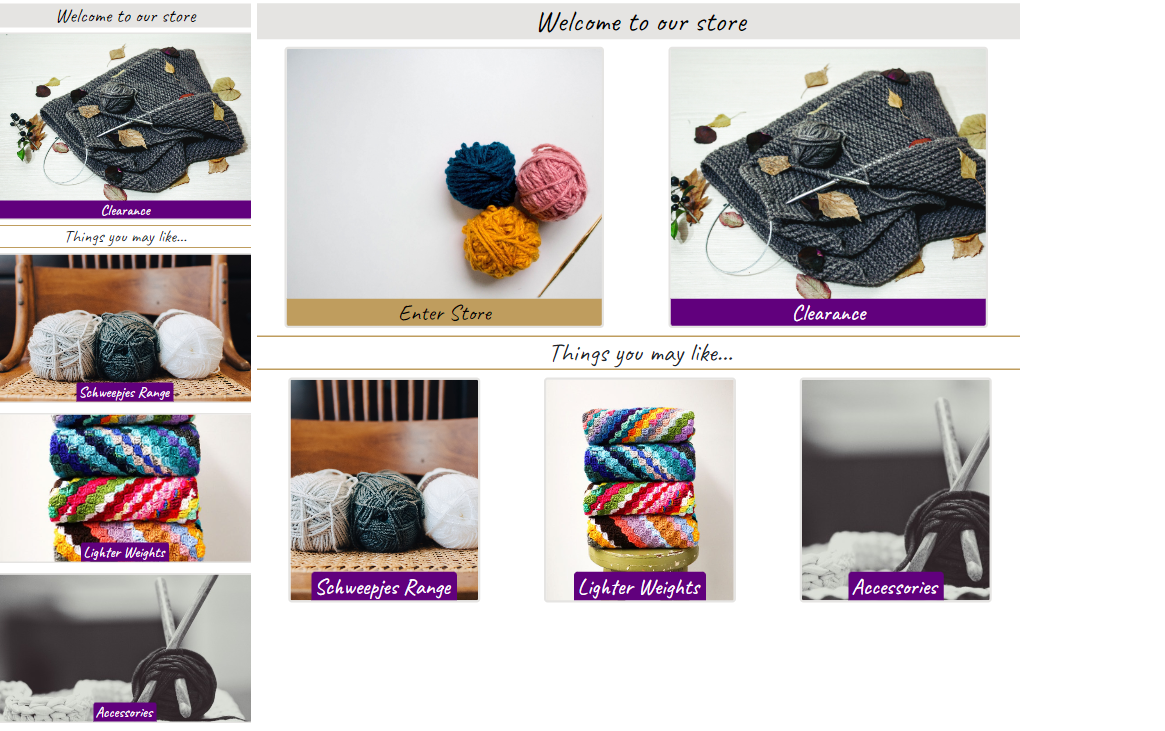 Welcome to our store
Clearance
Things you may like...
Schweepjes Range
Lighter Weights
Accessories
Welcome to our store
Enter Store
Clearance
Things you may like...
Schweepjes Range
Lighter Weights
Accessories